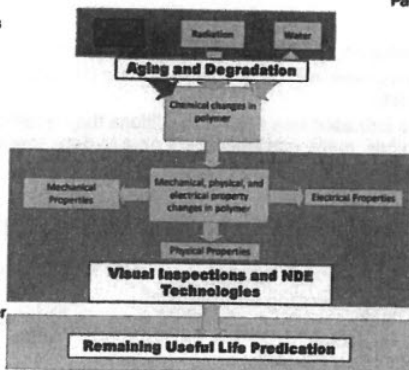 Pa
s
Radiation
Water
Aging and Degradation
Chemical changes in
polymer
Mechanical
Properties
Mechanical, physical, and
electrical property
changes in polymer
Electrical Properties
Physical Properties
Visual Inspections and NDE
Technologies
r
Remaining Useful Life Predication